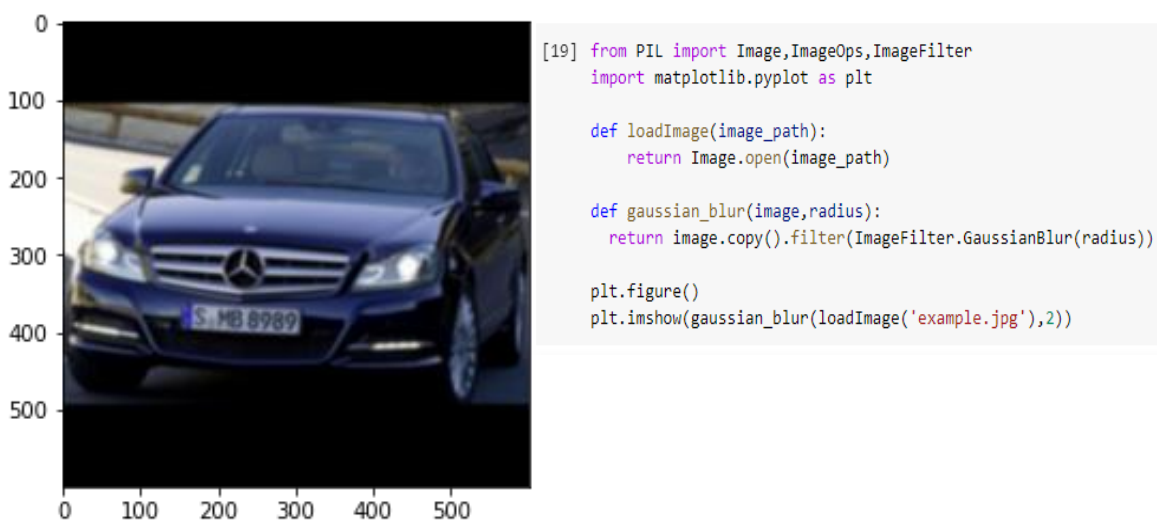 0
100
200
300
400
500
0 100 200 300 400 500
S MB 8989
[19] from PIL import Image,ImageOps,ImageFilter
import matplotlib.pyplot as plt
def loadImage(image_path):
    return Image.open(image_path)
def gaussian_blur(image,radius):
  return image.copy().filter(ImageFilter.GaussianBlur(radius))
plt.figure()
plt.imshow(gaussian_blur(loadImage('example.jpg'),2))